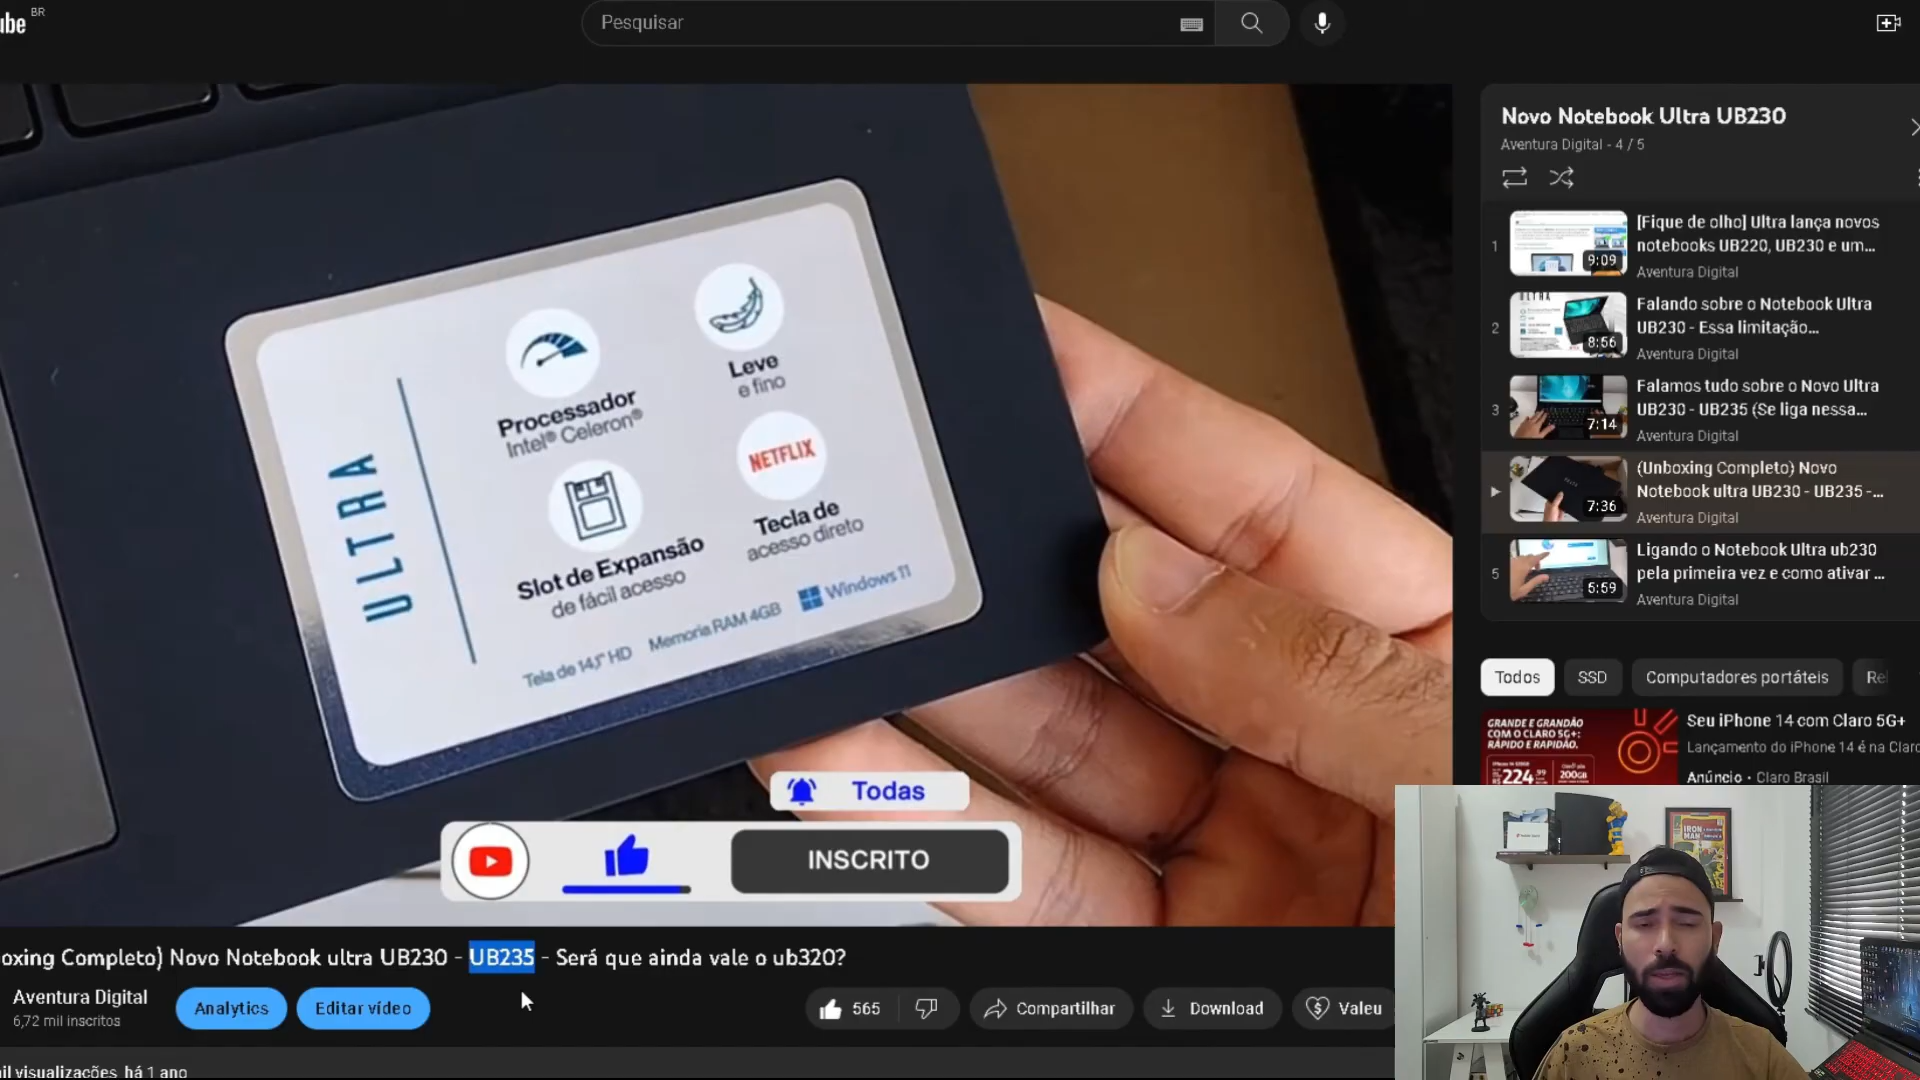 ube BR
Pesquisar
Processador
Intel® Celeron®
Leve
e fino
NETFLIX
Tecla de
acesso direto
Slot de Expansão
de fácil acesso
ULTRA
Tela de 14,1" HD Memoria RAM 4GB Windows 11
Todas
INSCRITO
oxing Completo) Novo Notebook ultra UB230 - UB235 - Será que ainda vale o ub320?
Aventura Digital
6,72 mil inscritos
Analytics
Editar vídeo
565
Compartilhar
Download
Valeu
il visualizações há 1 ano
Novo Notebook Ultra UB230
Aventura Digital - 4 / 5
1
9:09
[Fique de olho] Ultra lança novos
notebooks UB220, UB230 e um...
Aventura Digital
2
8:56
Falando sobre o Notebook Ultra
UB230 - Essa limitação...
Aventura Digital
3
7:14
Falamos tudo sobre o Novo Ultra
UB230 - UB235 (Se liga nessa...
Aventura Digital
7:36
(Unboxing Completo) Novo
Notebook ultra UB230 - UB235 -...
Aventura Digital
5
5:59
Ligando o Notebook Ultra ub230
pela primeira vez e como ativar ...
Aventura Digital
Todos
SSD
Computadores portáteis
Rel
GRANDE E GRANDÃO
COM O CLARO 5G+:
RÁPIDO E RAPIDÃO.
224,99
200GB
Seu iPhone 14 com Claro 5G+
Lançamento do iPhone 14 é na Claro
Anúncio • Claro Brasil
IRON MAN